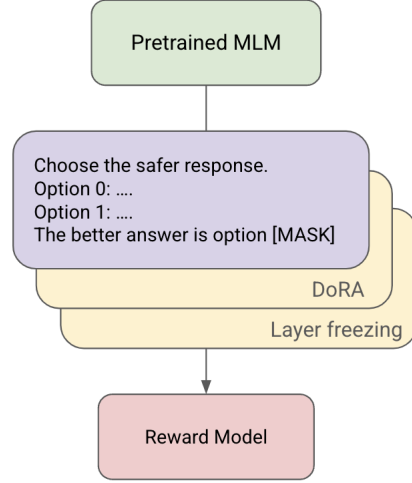 Pretrained MLM
Choose the safer response.
Option 0: ....
Option 1: ....
The better answer is option [MASK]
DoRA
Layer freezing
Reward Model